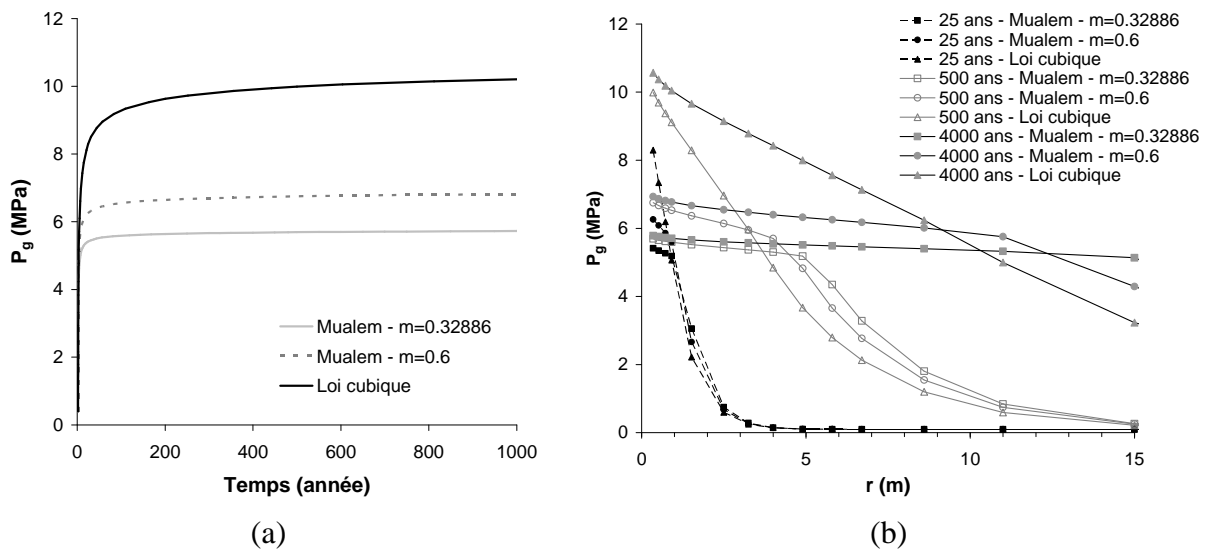 12
10
8
6
4
2
0
P_g (MPa)
0 200 400 600 800 1000
Temps (année)
Mualem - m=0.32886
Mualem - m=0.6
Loi cubique
(a)
12
10
8
6
4
2
0
P_g (MPa)
0 5 10 15
r (m)
25 ans - Mualem - m=0.32886
25 ans - Mualem - m=0.6
25 ans - Loi cubique
500 ans - Mualem - m=0.32886
500 ans - Mualem - m=0.6
500 ans - Loi cubique
4000 ans - Mualem - m=0.32886
4000 ans - Mualem - m=0.6
4000 ans - Loi cubique
(b)